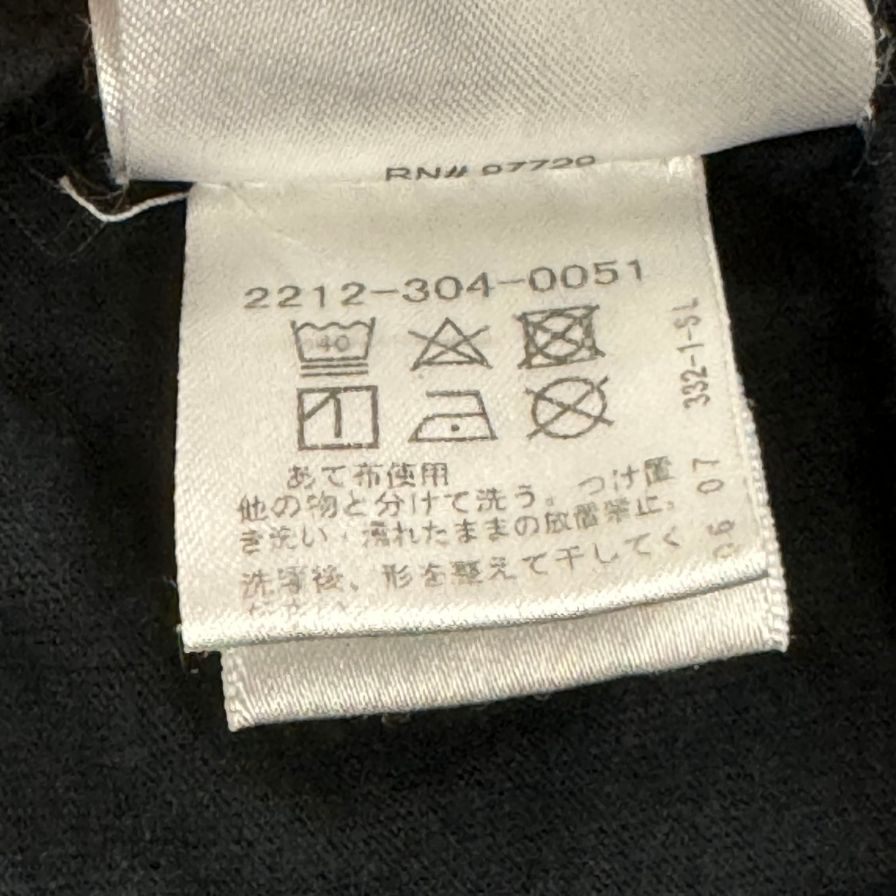 RN# 97729
2212-304-0051
40
あて布使用
他の物と分けて洗う。つけ置
き洗い・濡れたままの放置禁止。
洗濯後、形を整えて干してく
332-1-SL
06 07